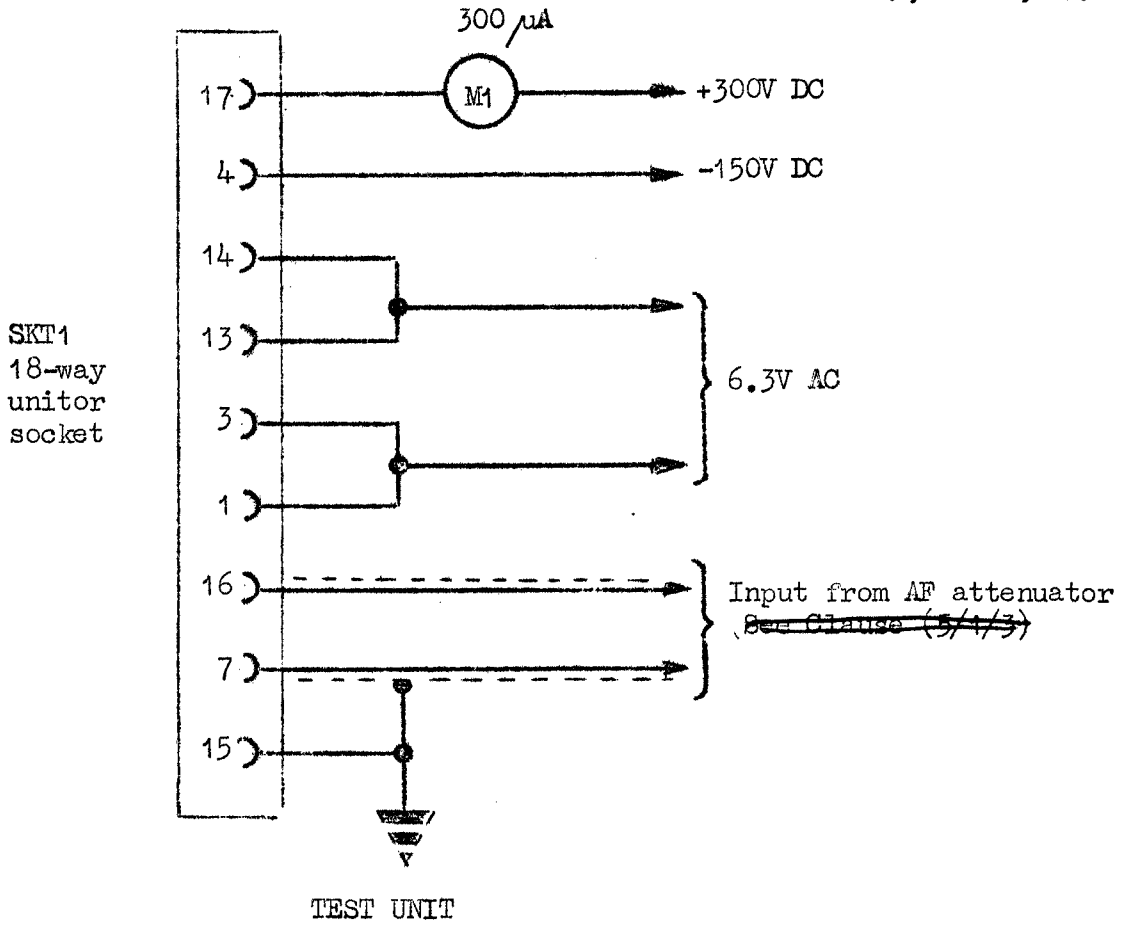 300 µA
17 M1 +300V DC
4 -150V DC
14
13
SKT1
18-way
unitor
socket
6.3V AC
3
1
16
Input from AF attenuator
See Clause (5/1/3)
7
15
TEST UNIT